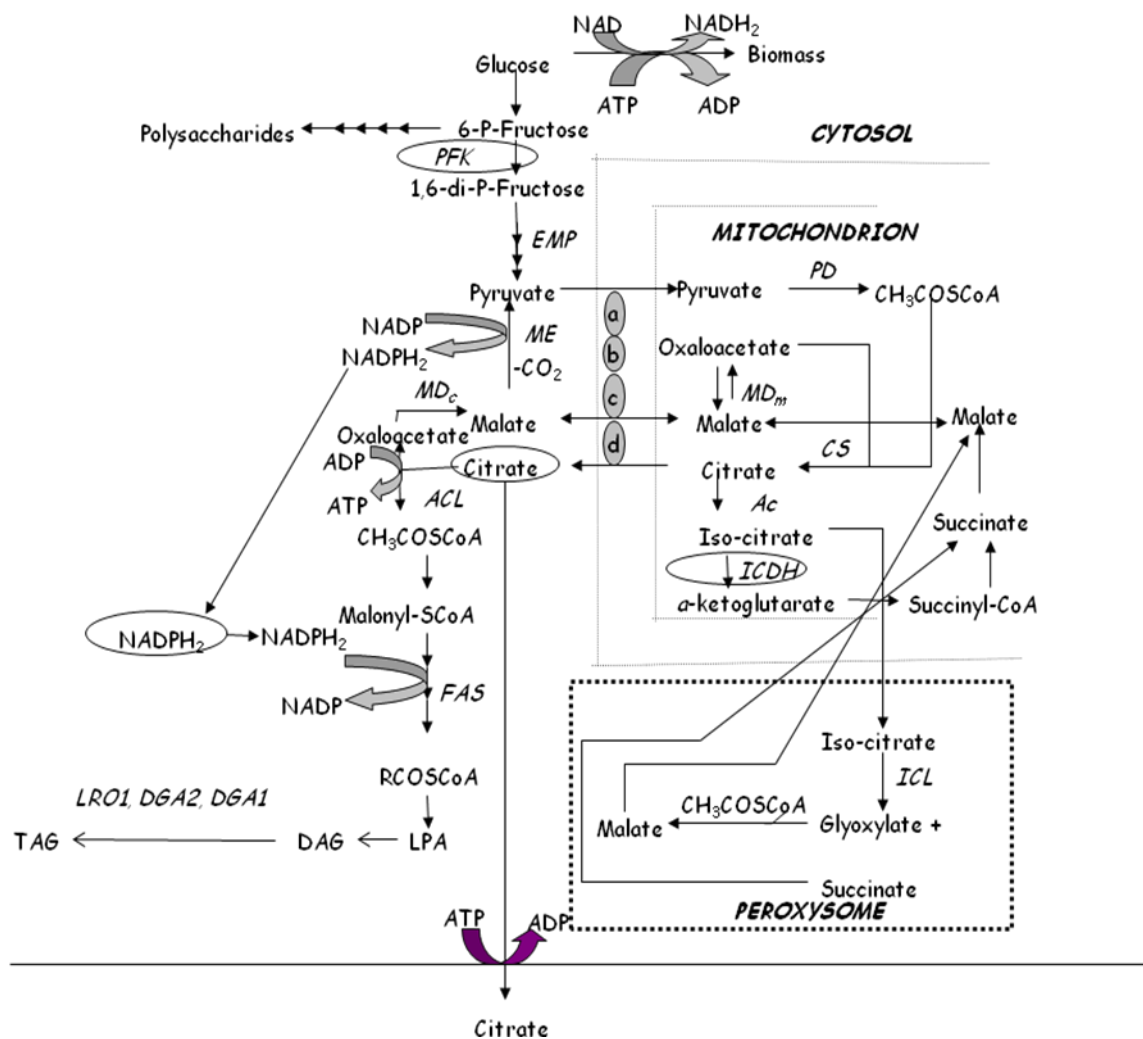 NAD NADH2
Glucose Biomass
ATP ADP
Polysaccharides 6-P-Fructose CYTOSOL
PFK
1,6-di-P-Fructose
MITOCHONDRION
EMP
PD
Pyruvate Pyruvate CH3COSCoA
a
NADP ME
Oxaloacetate
b
NADPH2 -CO2
MDc c MDm
Malate Malate Malate
Oxaloacetate
d
ADP Citrate CS
Citrate
ATP ACL Ac
CH3COSCoA Iso-citrate Succinate
ICDH
Malonyl-SCoA a-ketoglutarate Succinyl-CoA
NADPH2 NADPH2
NADP FAS
Iso-citrate
RCOSCoA ICL
LRO1, DGA2, DGA1 CH3COSCoA
Malate Glyoxylate +
TAG DAG LPA
Succinate
PEROXYSOME
ATP ADP
Citrate